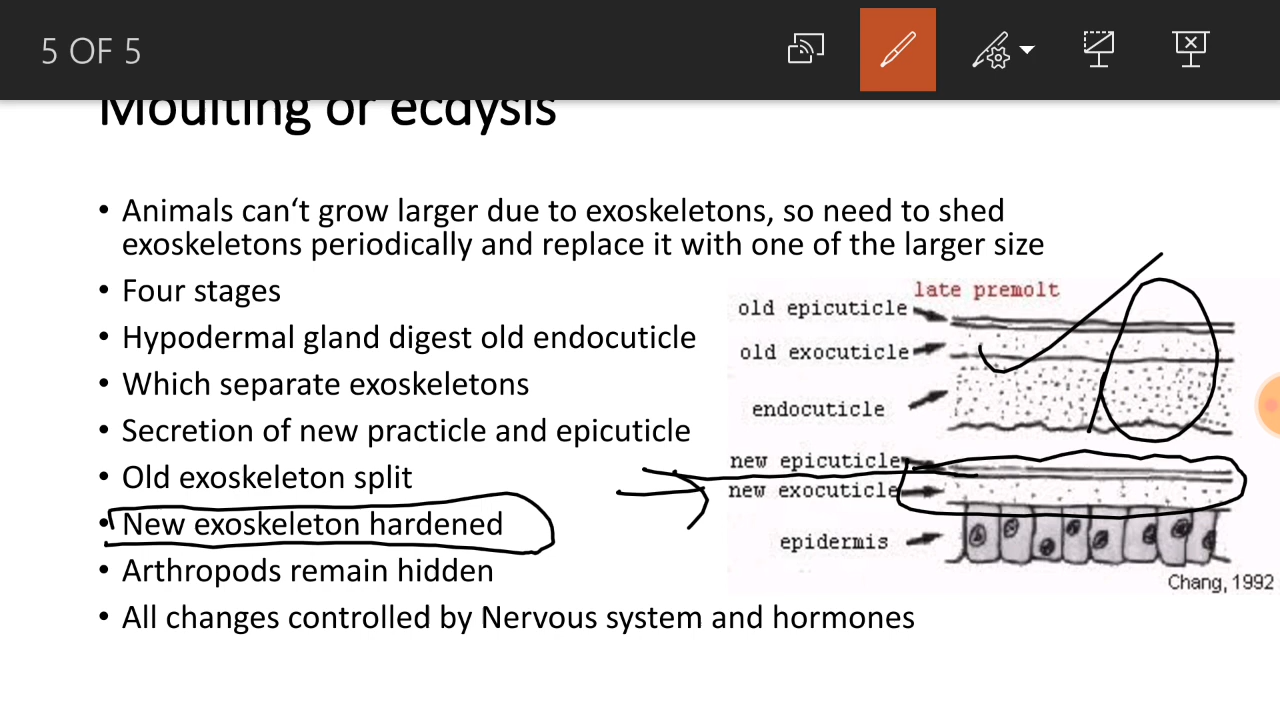 5 OF 5
Moulting or ecdysis
• Animals can‘t grow larger due to exoskeletons, so need to shed
exoskeletons periodically and replace it with one of the larger size
• Four stages
• Hypodermal gland digest old endocuticle
• Which separate exoskeletons
• Secretion of new practicle and epicuticle
• Old exoskeleton split
• New exoskeleton hardened
• Arthropods remain hidden
• All changes controlled by Nervous system and hormones
late premolt
old epicuticle
old exocuticle
endocuticle
new epicuticle
new exocuticle
epidermis
Chang, 1992